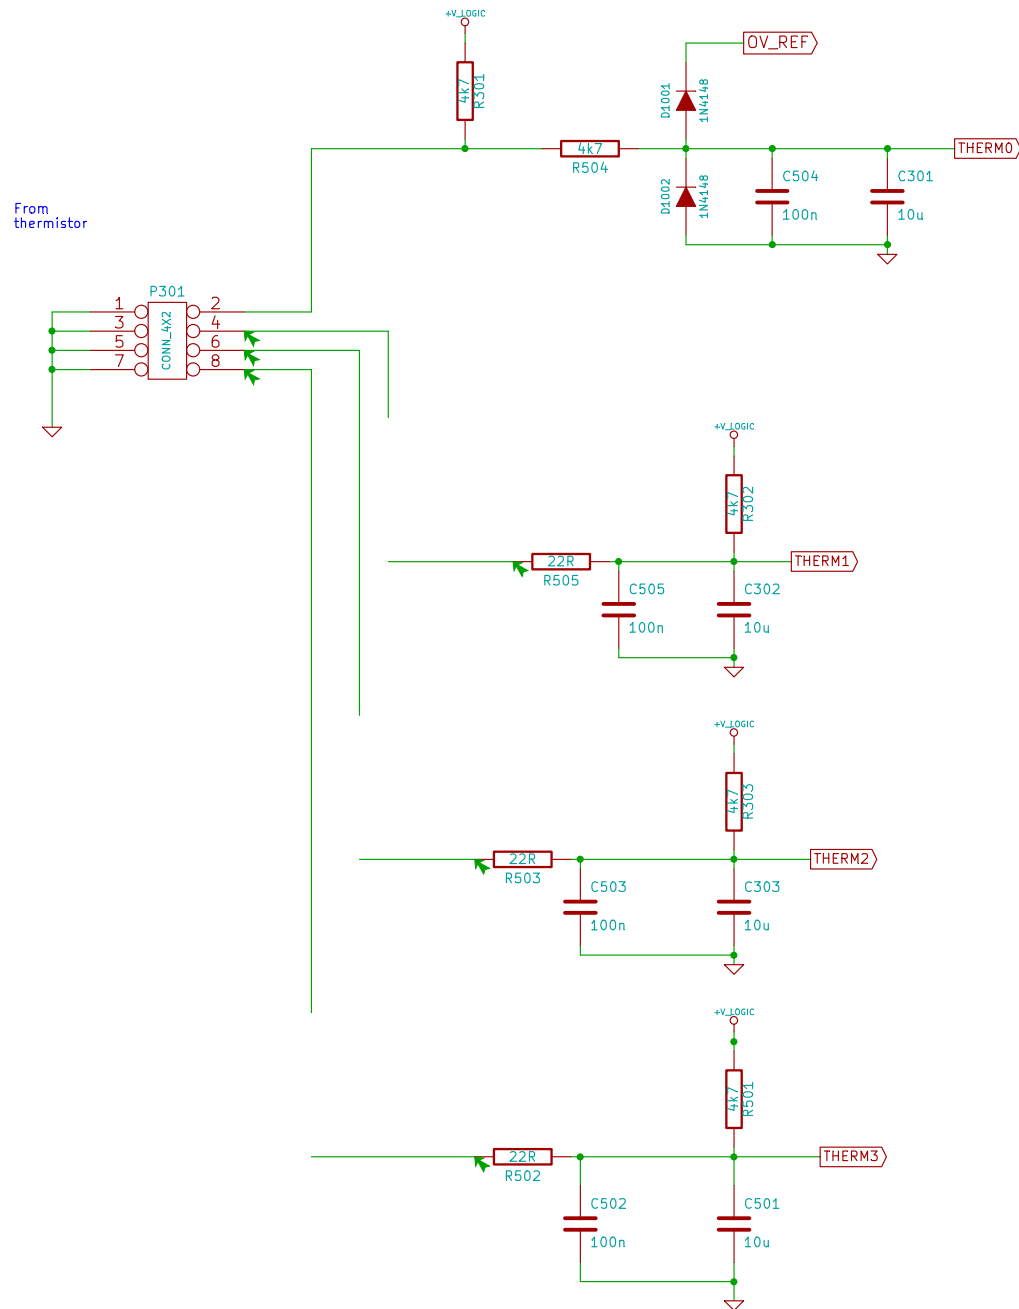 +V_LOGIC
OV_REF
4k7
R301
D1001
1N4148
4k7
R504
THERM0
D1002
1N4148
C504
100n
C301
10u
From
thermistor
P301
CONN_4X2
1
2
3
4
5
6
7
8
+V_LOGIC
4k7
R302
22R
R505
THERM1
C505
100n
C302
10u
+V_LOGIC
4k7
R303
22R
R503
THERM2
C503
100n
C303
10u
+V_LOGIC
4k7
R501
22R
R502
THERM3
C502
100n
C501
10u